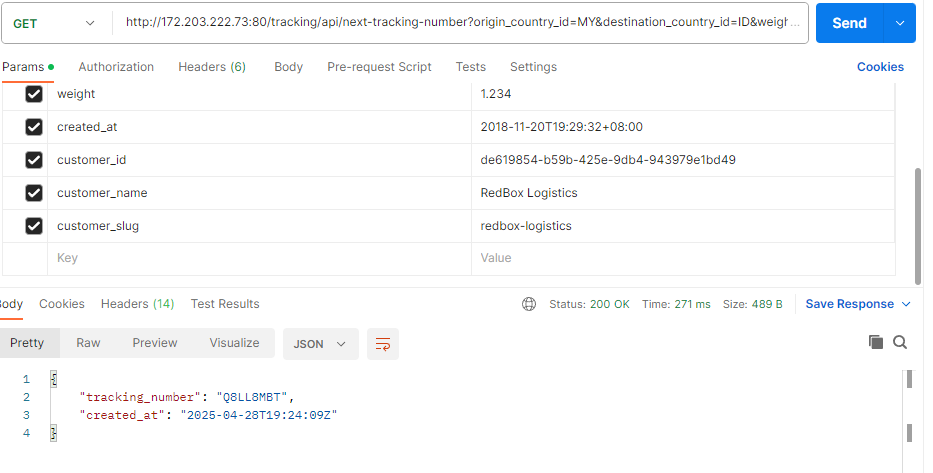 GET http://172.203.222.73:80/tracking/api/next-tracking-number?origin_country_id=MY&destination_country_id=ID&weigh... Send
Params Authorization Headers (6) Body Pre-request Script Tests Settings Cookies
weight 1.234
created_at 2018-11-20T19:29:32+08:00
customer_id de619854-b59b-425e-9db4-943979e1bd49
customer_name RedBox Logistics
customer_slug redbox-logistics
Key Value
Body Cookies Headers (14) Test Results Status: 200 OK Time: 271 ms Size: 489 B Save Response
Pretty Raw Preview Visualize JSON
1 {
2 "tracking_number": "Q8LL8MBT",
3 "created_at": "2025-04-28T19:24:09Z"
4 }